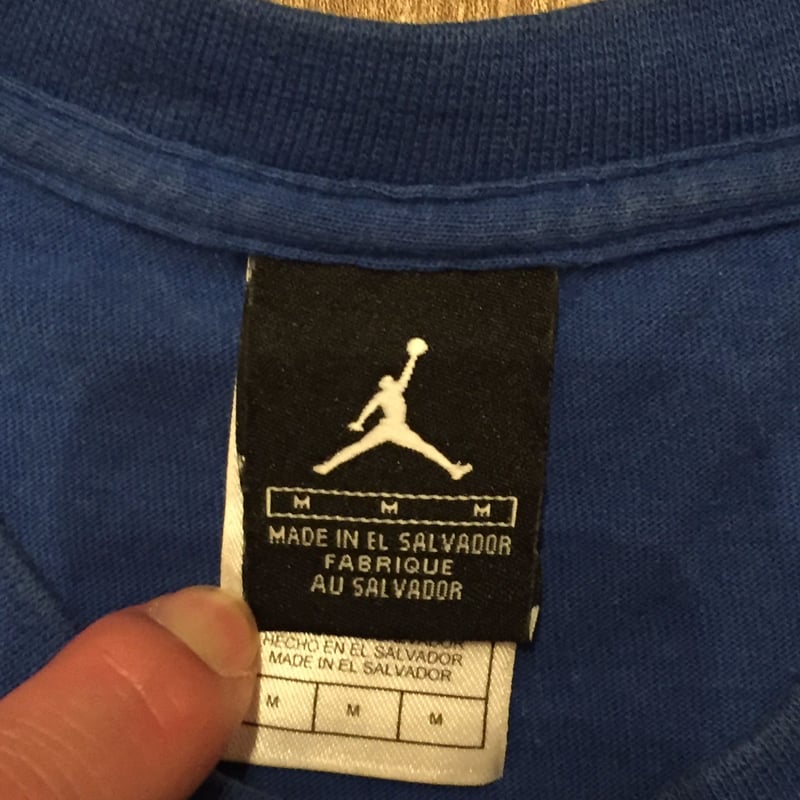 M M M
MADE IN EL SALVADOR
FABRIQUE
AU SALVADOR
HECHO EN EL SALVADOR
MADE IN EL SALVADOR
M M M